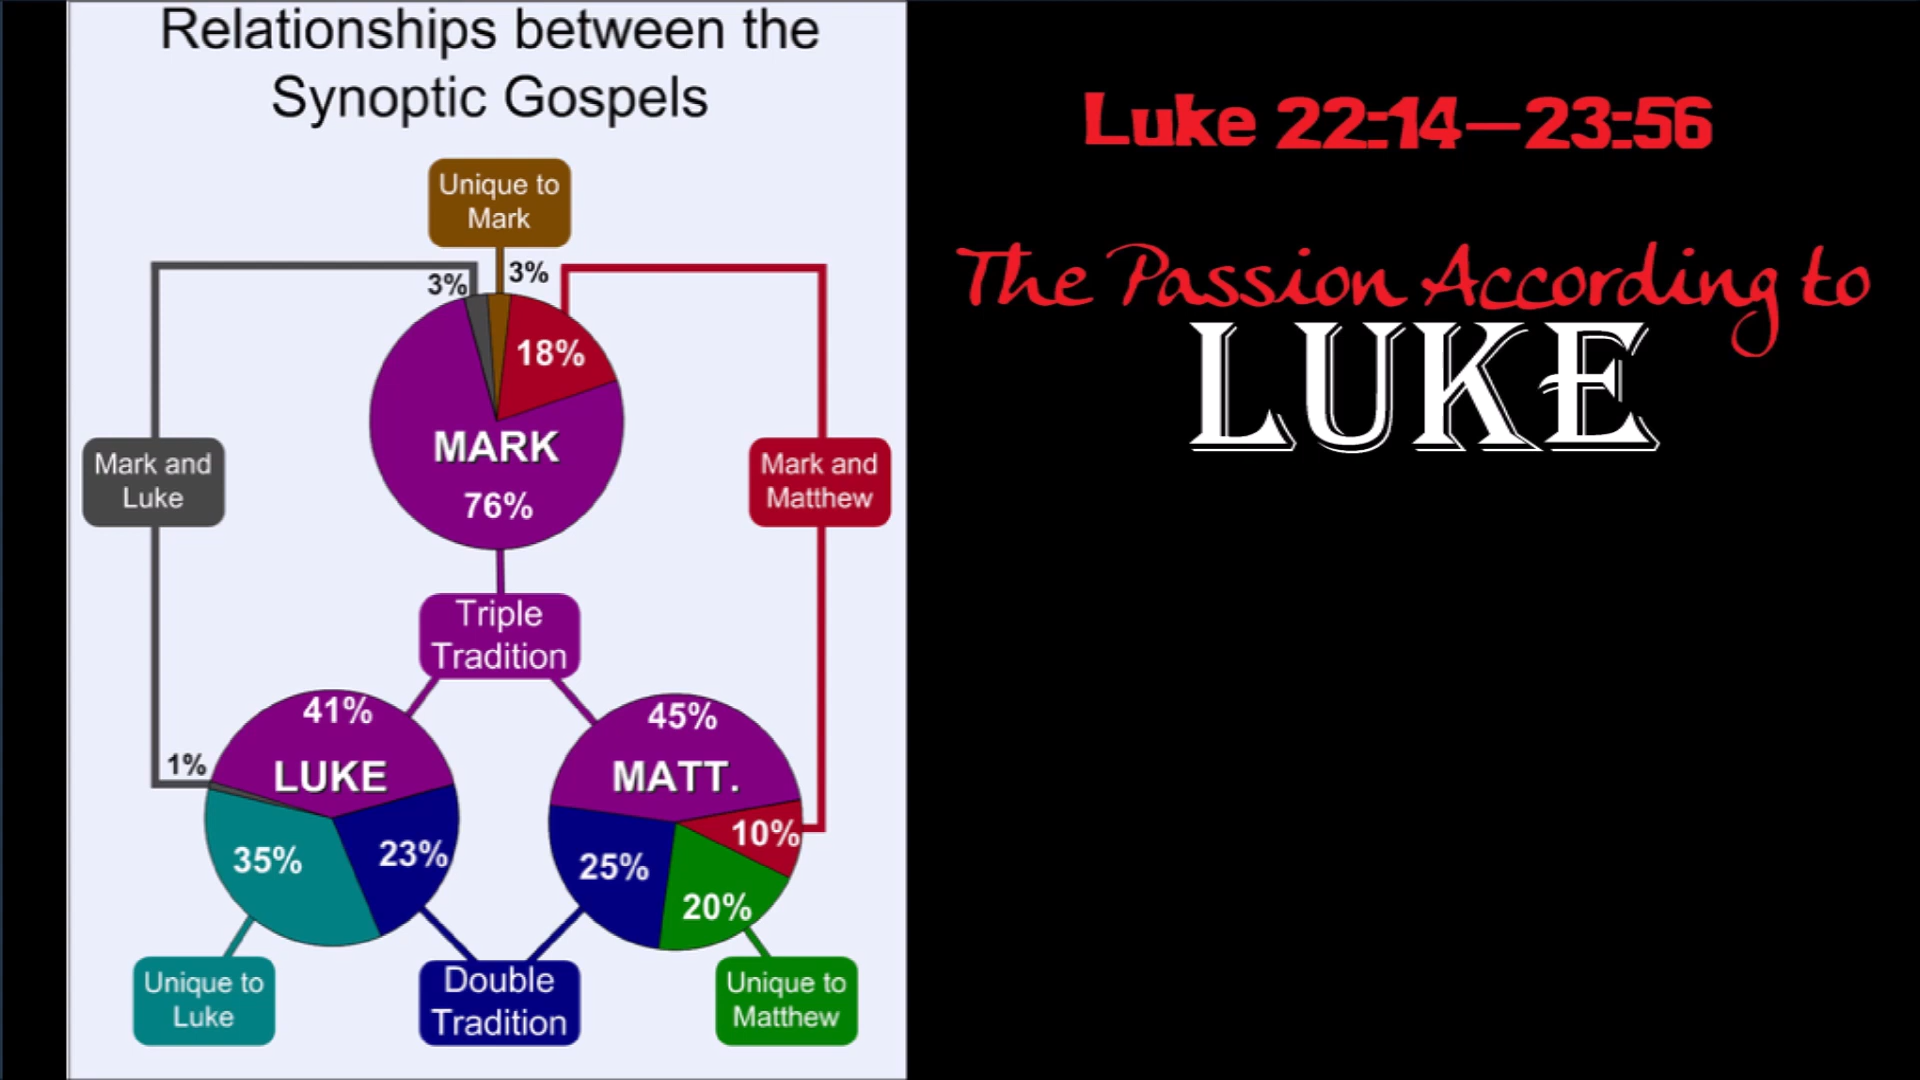 Relationships between the
Synoptic Gospels
Unique to
Mark
3%
3%
18%
MARK
76%
Mark and
Luke
Mark and
Matthew
Triple
Tradition
41%
LUKE
1%
35%
23%
45%
MATT.
10%
25%
20%
Unique to
Luke
Double
Tradition
Unique to
Matthew
Luke 22:14—23:56
The Passion According to
LUKE